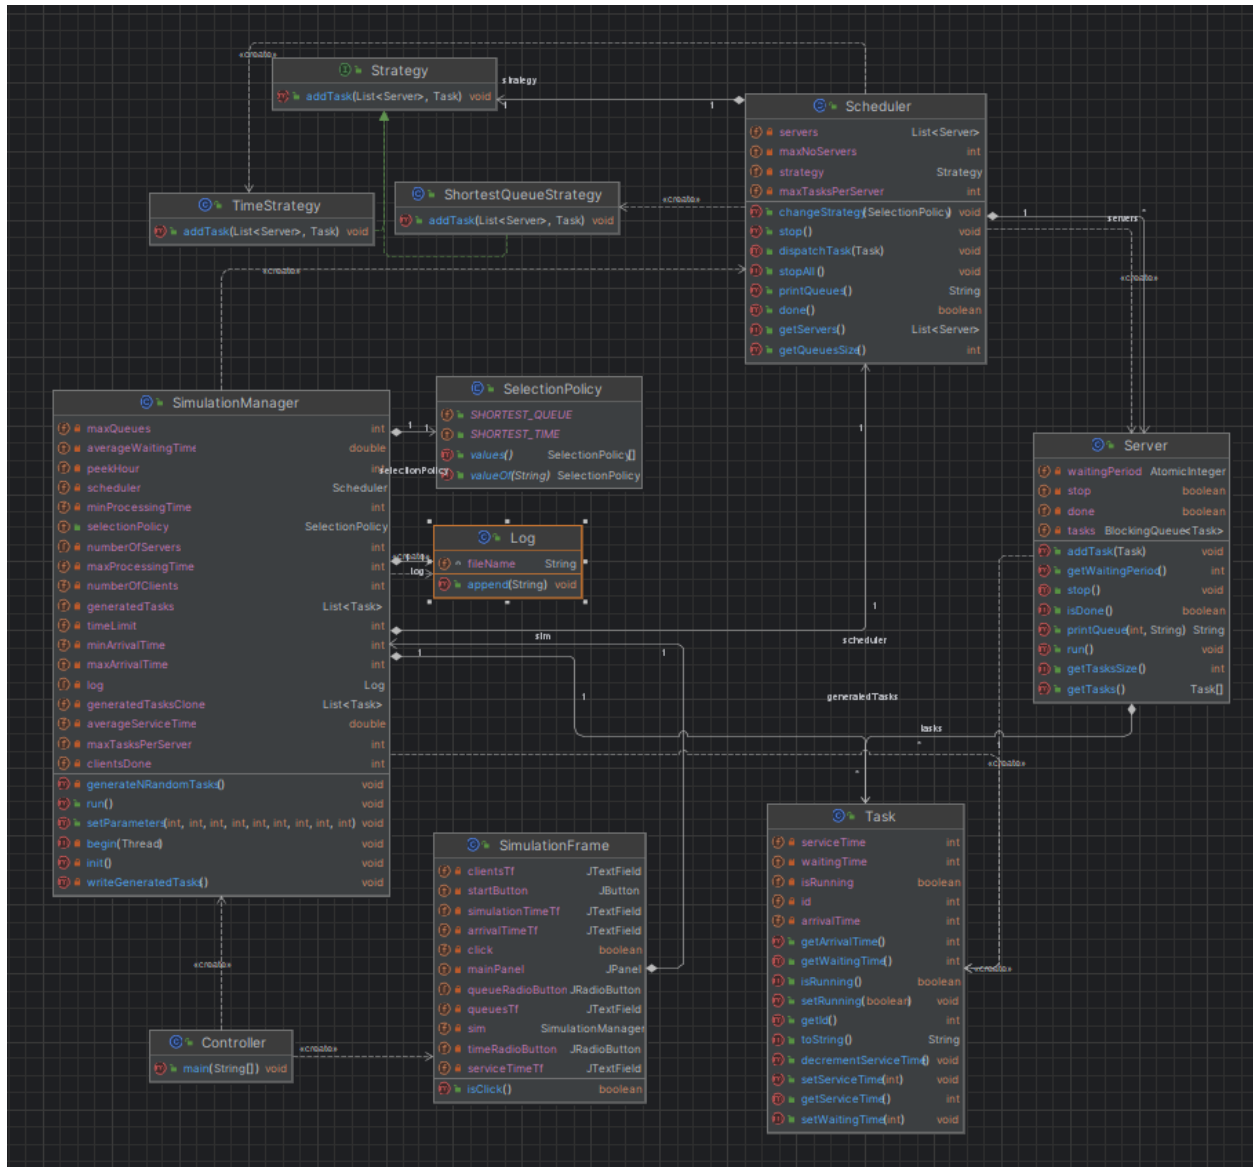 «create»
Strategy
addTask(List<Server>, Task) void
strategy
1
1
Scheduler
servers List<Server>
maxNoServers int
strategy Strategy
maxTasksPerServer int
changeStrategy(SelectionPolicy) void
stop() void
dispatchTask(Task) void
stopAll() void
printQueues() String
done() boolean
getServers() List<Server>
getQueuesSize() int
TimeStrategy
addTask(List<Server>, Task) void
ShortestQueueStrategy
addTask(List<Server>, Task) void
«create»
1
*
servers
«create»
«create»
SimulationManager
maxQueues int
averageWaitingTime double
peekHour int
scheduler Scheduler
minProcessingTime int
selectionPolicy SelectionPolicy
numberOfServers int
maxProcessingTime int
numberOfClients int
generatedTasks List<Task>
timeLimit int
minArrivalTime int
maxArrivalTime int
log Log
generatedTasksClone List<Task>
averageServiceTime double
maxTasksPerServer int
clientsDone int
generateNRandomTasks() void
run() void
setParameters(int, int, int, int, int, int, int, int, int) void
begin(Thread) void
init() void
writeGeneratedTasks() void
1
1
selectionPolicy
SelectionPolicy
SHORTEST_QUEUE
SHORTEST_TIME
values() SelectionPolicy[]
valueOf(String) SelectionPolicy
Log
fileName String
append(String) void
«create»
log
1
1
scheduler
sim
1
1
1
generatedTasks
*
tasks
*
1
«create»
Server
waitingPeriod AtomicInteger
stop boolean
done boolean
tasks BlockingQueue<Task>
addTask(Task) void
getWaitingPeriod() int
stop() void
isDone() boolean
printQueue(int, String) String
run() void
getTasksSize() int
getTasks() Task[]
Task
serviceTime int
waitingTime int
isRunning boolean
id int
arrivalTime int
getArrivalTime() int
getWaitingTime() int
isRunning() boolean
setRunning(boolean) void
getId() int
toString() String
decrementServiceTime() void
setServiceTime(int) void
getServiceTime() int
setWaitingTime(int) void
«create»
SimulationFrame
clientsTf JTextField
startButton JButton
simulationTimeTf JTextField
arrivalTimeTf JTextField
click boolean
mainPanel JPanel
queueRadioButton JRadioButton
queuesTf JTextField
sim SimulationManager
timeRadioButton JRadioButton
serviceTimeTf JTextField
isClick() boolean
«create»
Controller
main(String[]) void
«create»